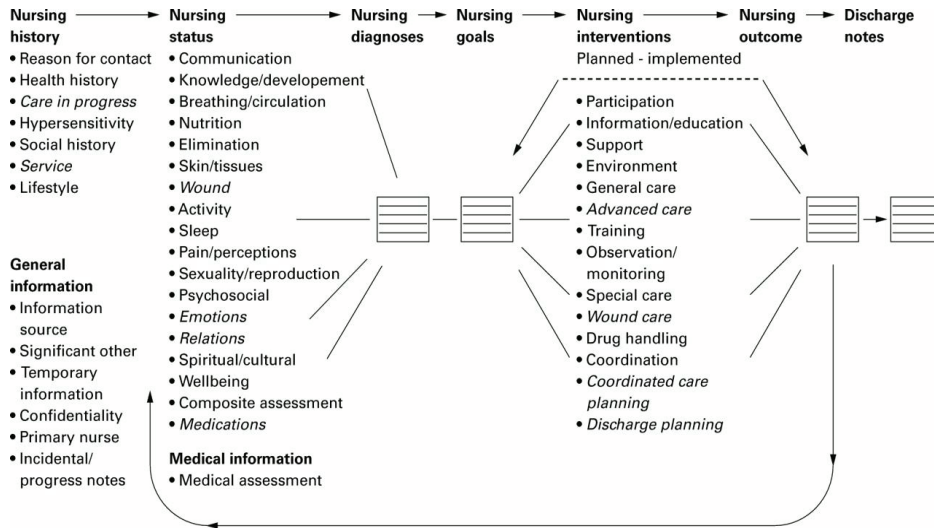 Nursing history
• Reason for contact
• Health history
• Care in progress
• Hypersensitivity
• Social history
• Service
• Lifestyle
General information
• Information source
• Significant other
• Temporary information
• Confidentiality
• Primary nurse
• Incidental/ progress notes
Nursing status
• Communication
• Knowledge/developement
• Breathing/circulation
• Nutrition
• Elimination
• Skin/tissues
• Wound
• Activity
• Sleep
• Pain/perceptions
• Sexuality/reproduction
• Psychosocial
• Emotions
• Relations
• Spiritual/cultural
• Wellbeing
• Composite assessment
• Medications
Medical information
• Medical assessment
Nursing diagnoses
Nursing goals
Nursing interventions
Planned - implemented
• Participation
• Information/education
• Support
• Environment
• General care
• Advanced care
• Training
• Observation/ monitoring
• Special care
• Wound care
• Drug handling
• Coordination
• Coordinated care planning
• Discharge planning
Nursing outcome
Discharge notes